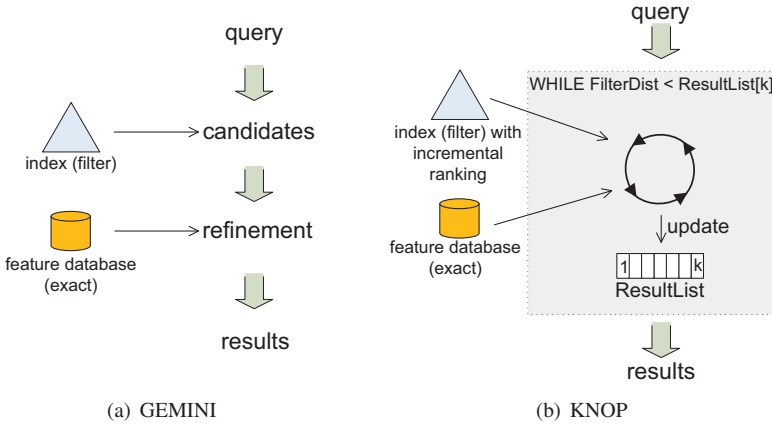 query
index (filter)
candidates
feature database
(exact)
refinement
results
(a) GEMINI
query
WHILE FilterDist < ResultList[k]
index (filter) with
incremental
ranking
feature database
(exact)
update
1 k
ResultList
results
(b) KNOP